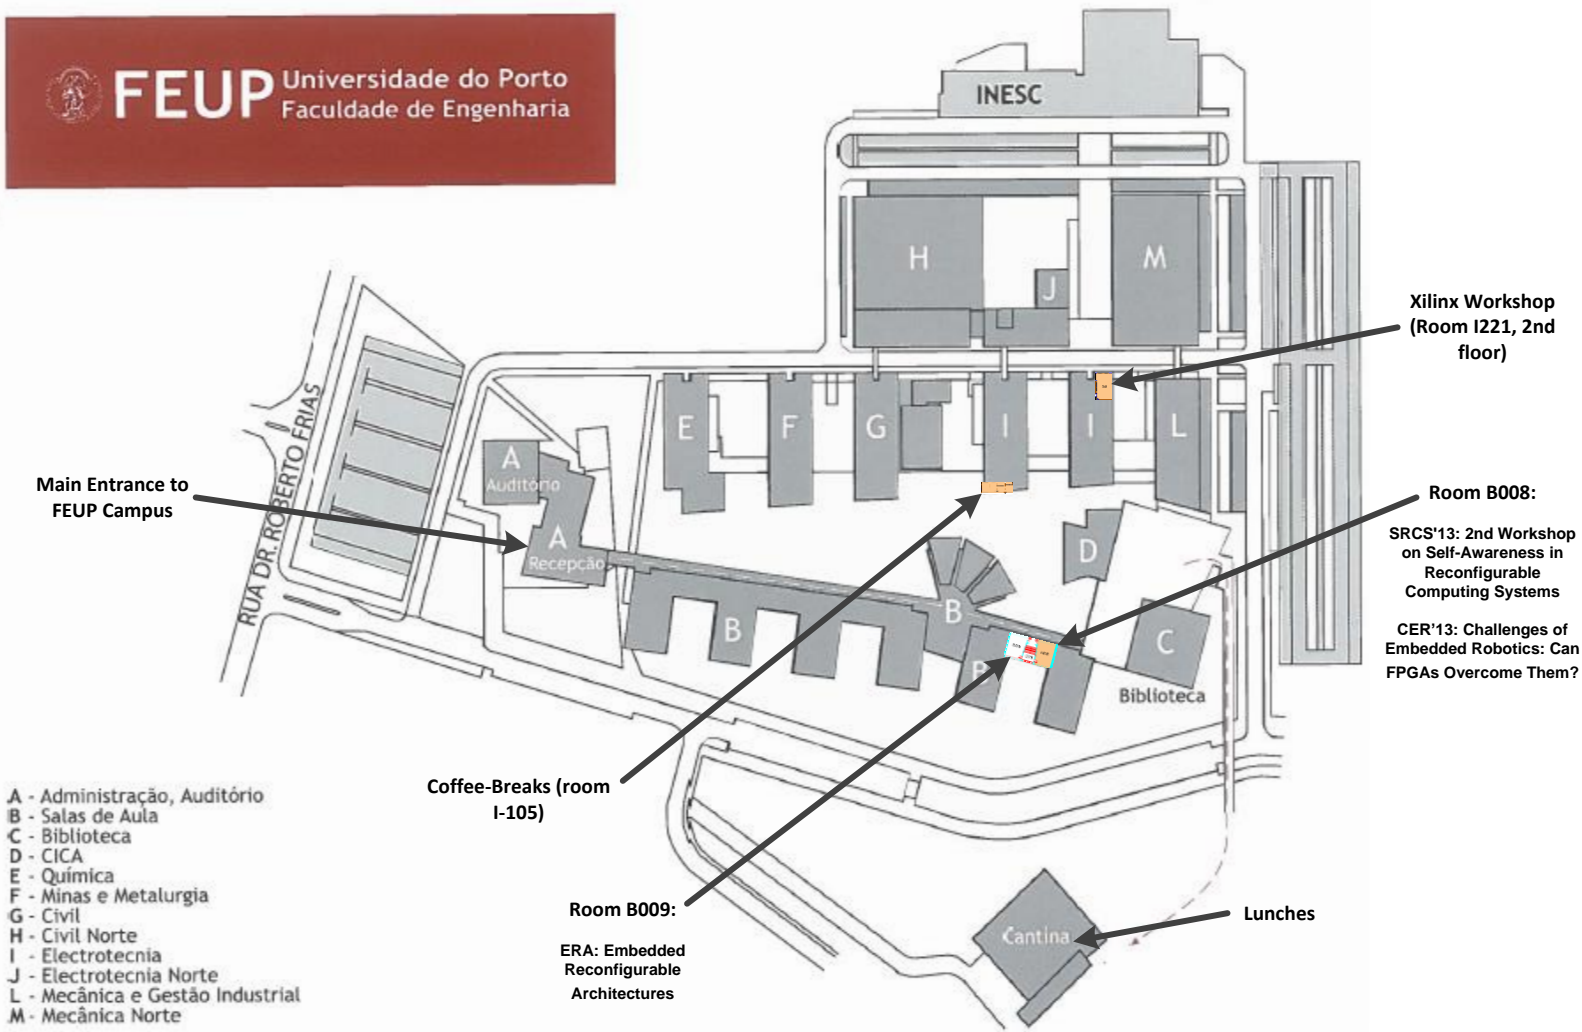 FEUP Universidade do Porto
Faculdade de Engenharia
INESC
H
M
J
Xilinx Workshop
(Room I221, 2nd
floor)
RUA DR. ROBERTO FRIAS
E
F
G
I
I
L
A
Auditório
Main Entrance to
FEUP Campus
A
Recepção
Room B008:
SRCS'13: 2nd Workshop
on Self-Awareness in
Reconfigurable
Computing Systems
CER’13: Challenges of
Embedded Robotics: Can
FPGAs Overcome Them?
D
B
B
B
C
Biblioteca
Coffee-Breaks (room
I-105)
A - Administração, Auditório
B - Salas de Aula
C - Biblioteca
D - CICA
E - Química
F - Minas e Metalurgia
G - Civil
H - Civil Norte
I - Electrotecnia
J - Electrotecnia Norte
L - Mecânica e Gestão Industrial
M - Mecânica Norte
Room B009:
ERA: Embedded
Reconfigurable
Architectures
Cantina
Lunches